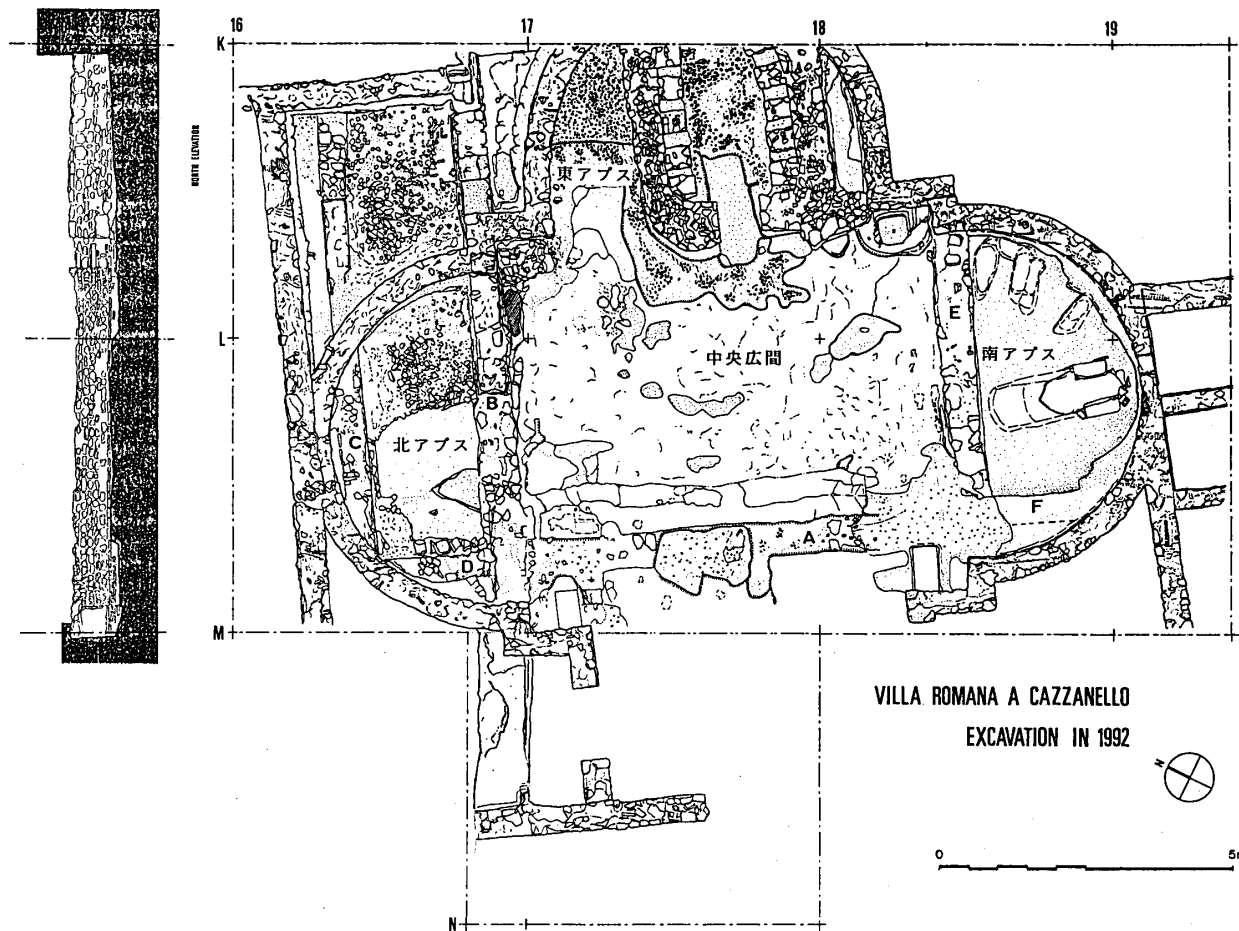 16 17 18 19
K
NORTH ELEVATION
東アプス
E
L
中央広間
南アプス
B
C
北アプス
F
A
D
M
VILLA ROMANA A CAZZANELLO
EXCAVATION IN 1992
N
0 5m
N